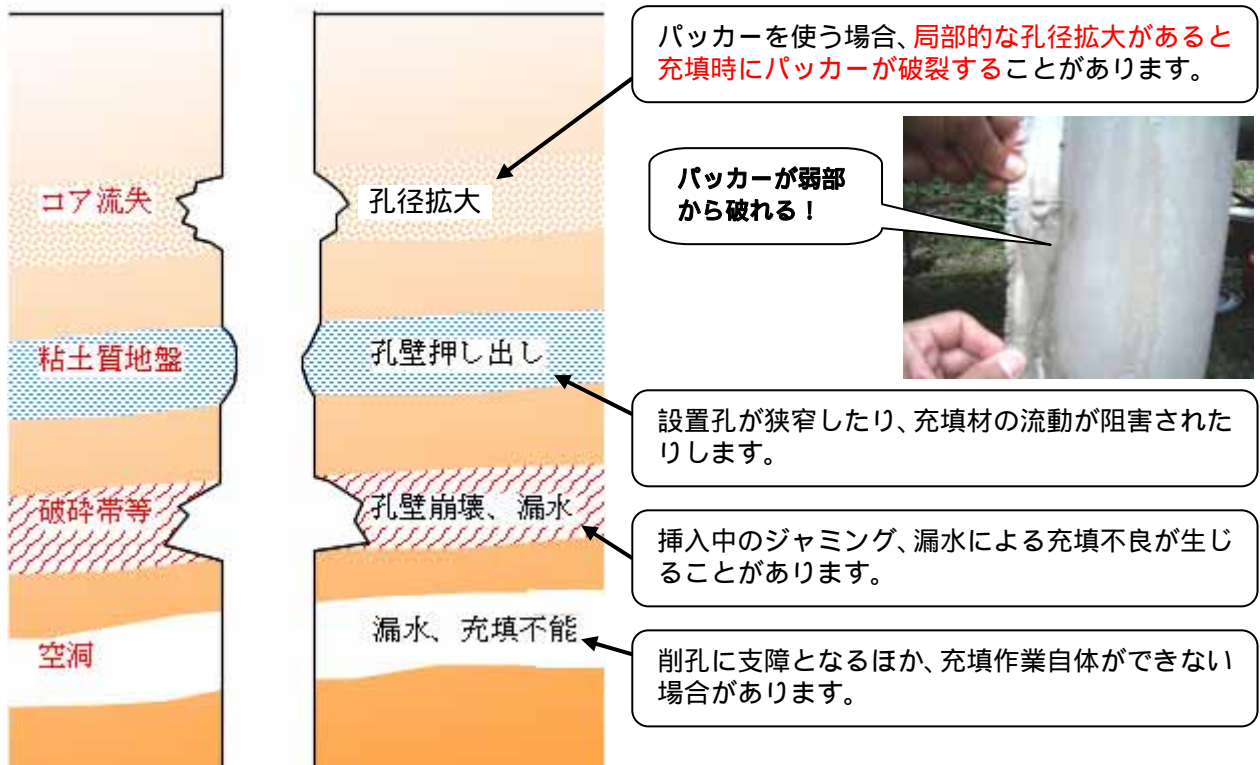 パッカーを使う場合、局部的な孔径拡大があると
充填時にパッカーが破裂することがあります。
パッカーが弱部
から破れる!
コア流失
孔径拡大
粘土質地盤
孔壁押し出し
設置孔が狭窄したり、充填材の流動が阻害された
りします。
破砕帯等
孔壁崩壊、漏水
挿入中のジャミング、漏水による充填不良が生じ
ることがあります。
空洞
漏水、充填不能
削孔に支障となるほか、充填作業自体ができない
場合があります。